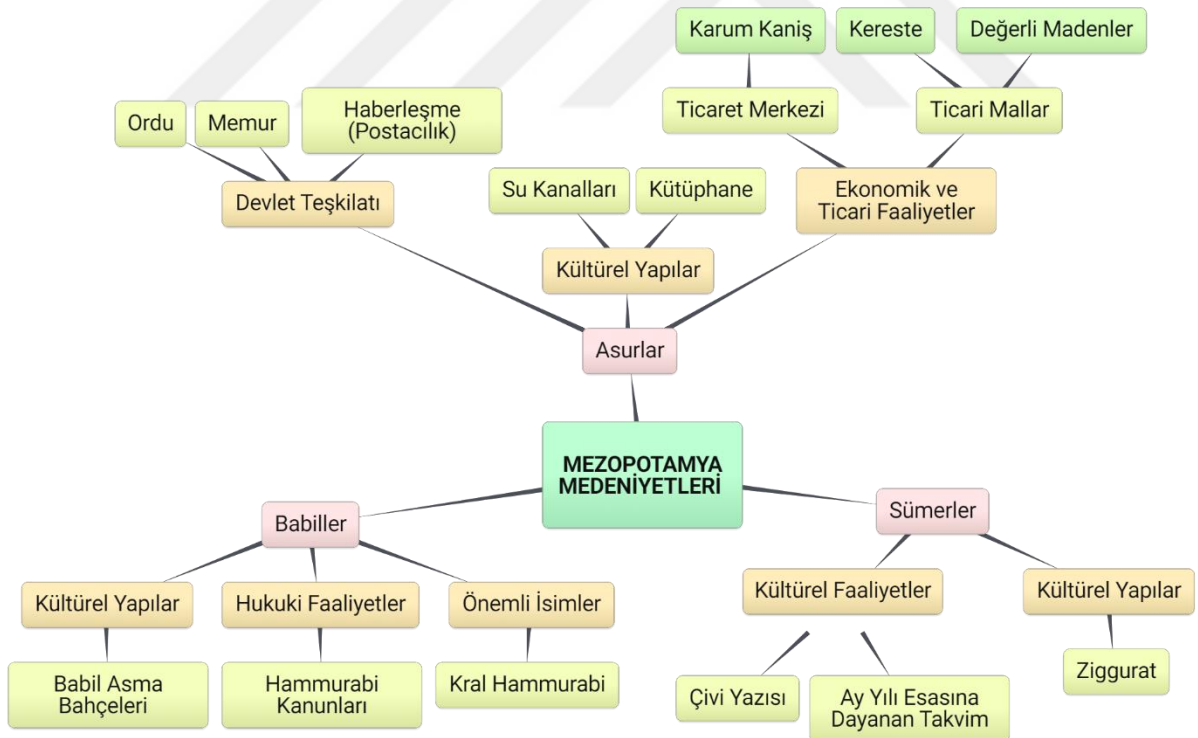 Karum Kaniş
Kereste
Değerli Madenler
Ordu
Memur
Haberleşme
(Postacılık)
Ticaret Merkezi
Ticari Mallar
Devlet Teşkilatı
Su Kanalları
Kütüphane
Ekonomik ve
Ticari Faaliyetler
Kültürel Yapılar
Asurlar
MEZOPOTAMYA
MEDENİYETLERİ
Babiller
Sümerler
Kültürel Yapılar
Hukuki Faaliyetler
Önemli İsimler
Kültürel Faaliyetler
Kültürel Yapılar
Babil Asma
Bahçeleri
Hammurabi
Kanunları
Kral Hammurabi
Çivi Yazısı
Ay Yılı Esasına
Dayanan Takvim
Ziggurat